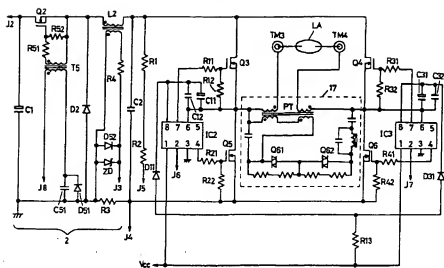 J2 Q2 R52 L2 TM3 LA TM4
R51 T5 R1 R11 Q3 Q4 R31
R4 R12 17 R32
C1 D2 C2 C11 PT C31 C32
C12
8 7 6 5 IC2 IC3 8 7 6 5
DS2 R2 D11 1 2 3 4 Q5 Q61 Q62 Q6 1 2 3 4
ZD R21 R41
J8 J3 J5 J6 R22 R42 J7 D31
C51 D51 R3
J4 R13
2
Vcc